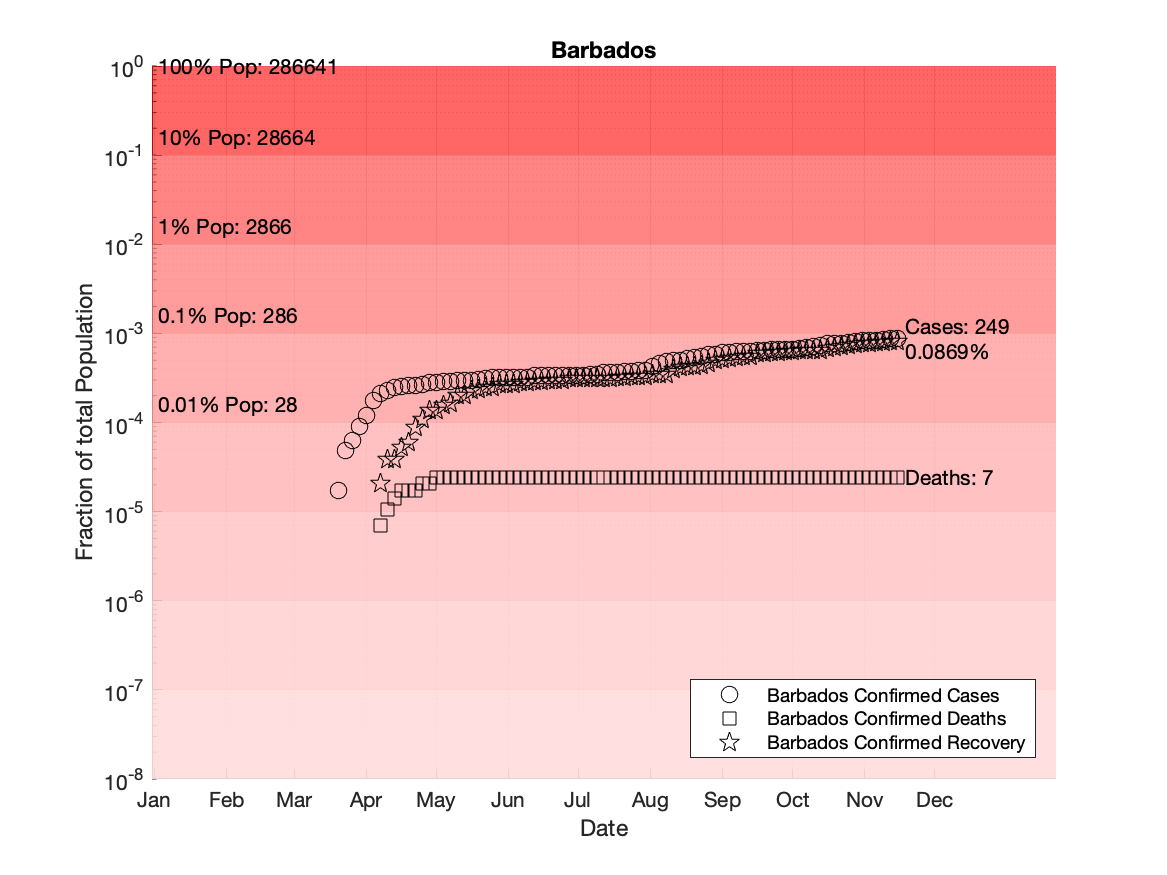 Barbados
10^0
100% Pop: 286641
10% Pop: 28664
10^-1
1% Pop: 2866
10^-2
0.1% Pop: 286
10^-3
Cases: 249
0.0869%
0.01% Pop: 28
10^-4
Deaths: 7
10^-5
10^-6
10^-7
10^-8
Fraction of total Population
Barbados Confirmed Cases
Barbados Confirmed Deaths
Barbados Confirmed Recovery
Jan Feb Mar Apr May Jun Jul Aug Sep Oct Nov Dec
Date